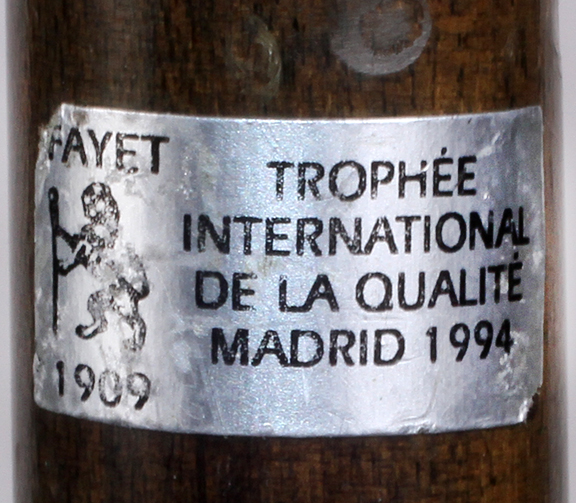 FAYET
1909
TROPHÉE
INTERNATIONAL
DE LA QUALITÉ
MADRID 1994